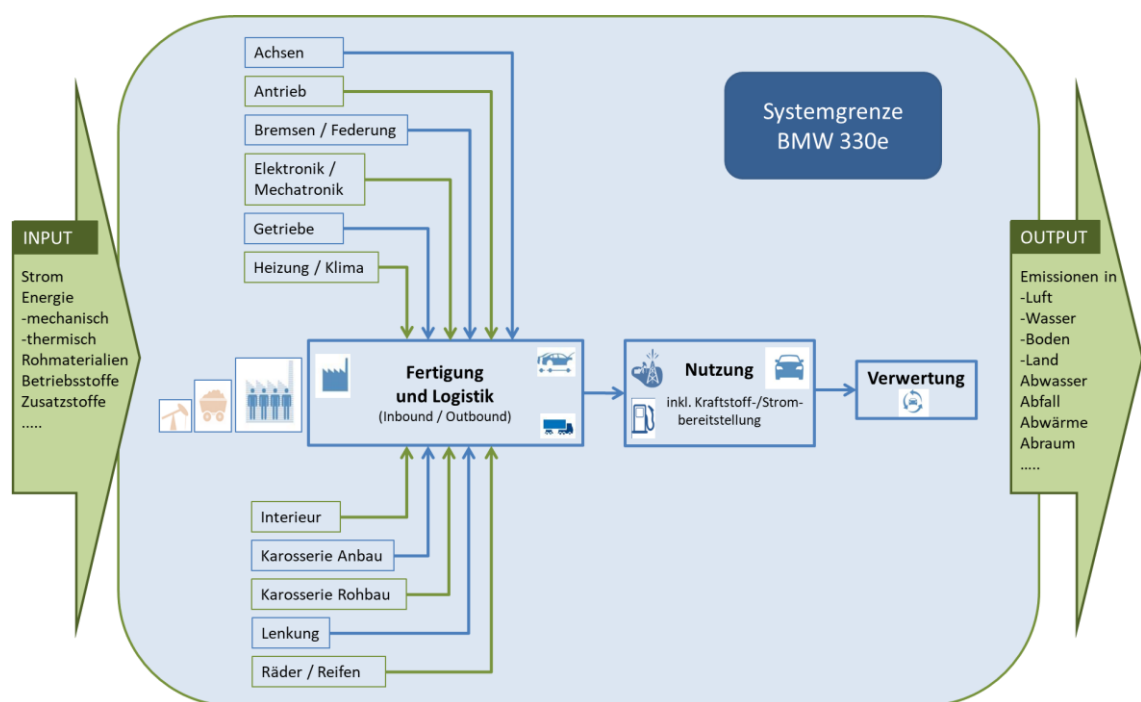 Achsen
Antrieb
Bremsen / Federung
Elektronik /
Mechatronik
Getriebe
Heizung / Klima
Systemgrenze
BMW 330e
INPUT
Strom
Energie
-mechanisch
-thermisch
Rohmaterialien
Betriebsstoffe
Zusatzstoffe
.....
Fertigung
und Logistik
(Inbound / Outbound)
Nutzung
inkl. Kraftstoff-/Strom-
bereitstellung
Verwertung
OUTPUT
Emissionen in
-Luft
-Wasser
-Boden
-Land
Abwasser
Abfall
Abwärme
Abraum
.....
Interieur
Karosserie Anbau
Karosserie Rohbau
Lenkung
Räder / Reifen